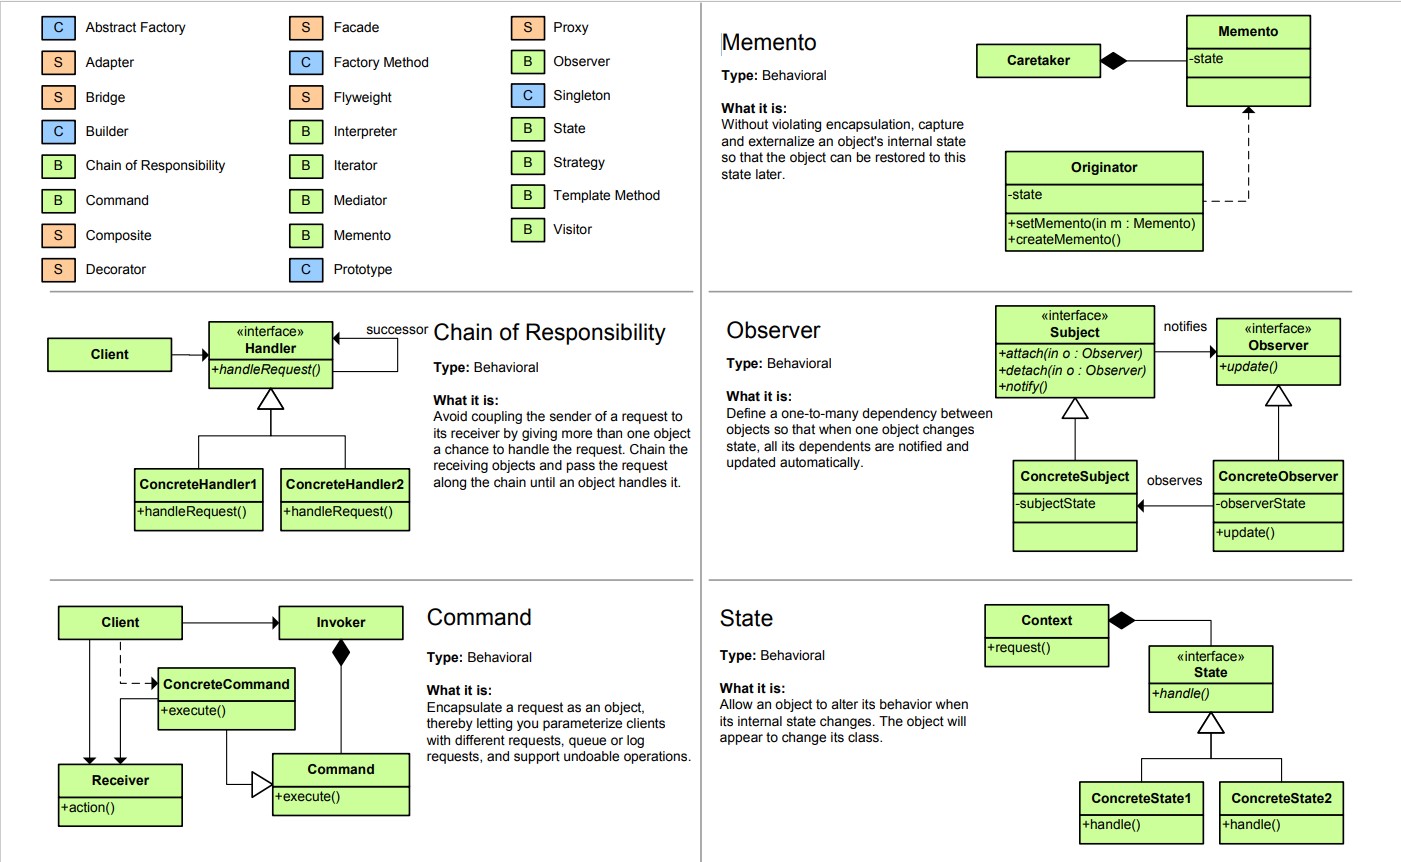 C Abstract Factory
S Adapter
S Bridge
C Builder
B Chain of Responsibility
B Command
S Composite
S Decorator
S Facade
C Factory Method
S Flyweight
B Interpreter
B Iterator
B Mediator
B Memento
C Prototype
S Proxy
B Observer
C Singleton
B State
B Strategy
B Template Method
B Visitor
Memento
Type: Behavioral
What it is:
Without violating encapsulation, capture
and externalize an object's internal state
so that the object can be restored to this
state later.
Caretaker
Memento
-state
Originator
-state
+setMemento(in m : Memento)
+createMemento()
Client
«interface»
Handler
+handleRequest()
successor
ConcreteHandler1
+handleRequest()
ConcreteHandler2
+handleRequest()
Chain of Responsibility
Type: Behavioral
What it is:
Avoid coupling the sender of a request to
its receiver by giving more than one object
a chance to handle the request. Chain the
receiving objects and pass the request
along the chain until an object handles it.
Observer
Type: Behavioral
What it is:
Define a one-to-many dependency between
objects so that when one object changes
state, all its dependents are notified and
updated automatically.
«interface»
Subject
+attach(in o : Observer)
+detach(in o : Observer)
+notify()
notifies
«interface»
Observer
+update()
ConcreteSubject
-subjectState
observes
ConcreteObserver
-observerState
+update()
Client
Invoker
ConcreteCommand
+execute()
Receiver
+action()
Command
+execute()
Command
Type: Behavioral
What it is:
Encapsulate a request as an object,
thereby letting you parameterize clients
with different requests, queue or log
requests, and support undoable operations.
State
Type: Behavioral
What it is:
Allow an object to alter its behavior when
its internal state changes. The object will
appear to change its class.
Context
+request()
«interface»
State
+handle()
ConcreteState1
+handle()
ConcreteState2
+handle()